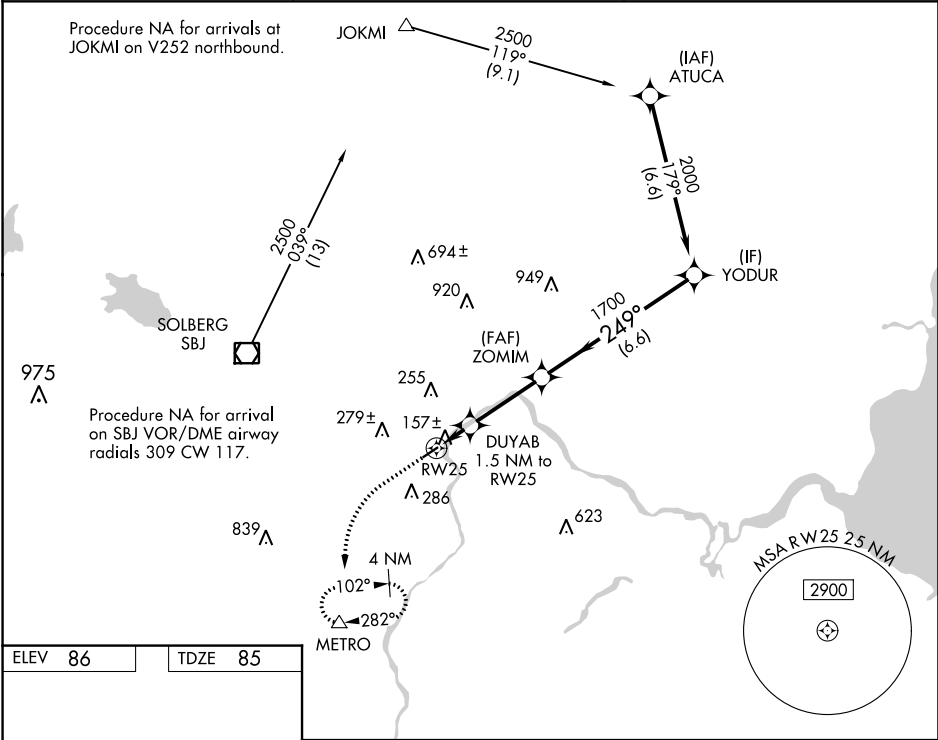 Procedure NA for arrivals at
JOKMI on V252 northbound.
JOKMI
2500
119°
(9.1)
(IAF)
ATUCA
2000
179°
(6.6)
2500
039°
(13)
694±
949
920
(IF)
YODUR
1700
249°
(6.6)
SOLBERG
SBJ
(FAF)
ZOMIM
975
255
Procedure NA for arrival
on SBJ VOR/DME airway
radials 309 CW 117.
279±
157±
DUYAB
1.5 NM to
RW25
RW25
286
623
839
4 NM
102°
282°
METRO
MSA RW25 25 NM
2900
ELEV 86
TDZE 85